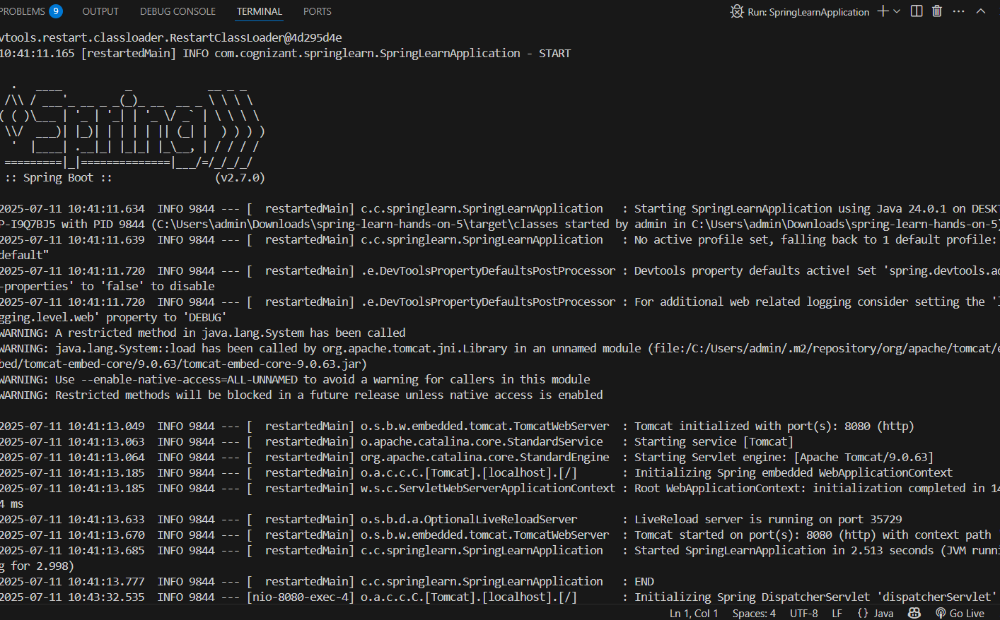 PROBLEMS 9 OUTPUT DEBUG CONSOLE TERMINAL PORTS Run: SpringLearnApplication
vtools.restart.classloader.RestartClassLoader@4d295d4e
10:41:11.165 [restartedMain] INFO com.cognizant.springlearn.SpringLearnApplication - START
  .   ____          _            __ _ _
 /\\ / ___'_ __ _ _(_)_ __  __ _ \ \ \ \
( ( )\___ | '_ | '_| | '_ \/ _` | \ \ \ \
 \\/  ___)| |_)| | | | | || (_| |  ) ) ) )
  '  |____| .__|_| |_|_| |_\__, | / / / /
 =========|_|==============|___/=/_/_/_/
 :: Spring Boot ::                (v2.7.0)
2025-07-11 10:41:11.634  INFO 9844 --- [  restartedMain] c.c.springlearn.SpringLearnApplication   : Starting SpringLearnApplication using Java 24.0.1 on DESKT
P-I9Q7BJ5 with PID 9844 (C:\Users\admin\Downloads\spring-learn-hands-on-5\target\classes started by admin in C:\Users\admin\Downloads\spring-learn-hands-on-5)
2025-07-11 10:41:11.639  INFO 9844 --- [  restartedMain] c.c.springlearn.SpringLearnApplication   : No active profile set, falling back to 1 default profile:
default"
2025-07-11 10:41:11.720  INFO 9844 --- [  restartedMain] .e.DevToolsPropertyDefaultsPostProcessor : Devtools property defaults active! Set 'spring.devtools.ad
-properties' to 'false' to disable
2025-07-11 10:41:11.720  INFO 9844 --- [  restartedMain] .e.DevToolsPropertyDefaultsPostProcessor : For additional web related logging consider setting the 'l
gging.level.web' property to 'DEBUG'
WARNING: A restricted method in java.lang.System has been called
WARNING: java.lang.System::load has been called by org.apache.tomcat.jni.Library in an unnamed module (file:/C:/Users/admin/.m2/repository/org/apache/tomcat/e
bed/tomcat-embed-core/9.0.63/tomcat-embed-core-9.0.63.jar)
WARNING: Use --enable-native-access=ALL-UNNAMED to avoid a warning for callers in this module
WARNING: Restricted methods will be blocked in a future release unless native access is enabled
2025-07-11 10:41:13.049  INFO 9844 --- [  restartedMain] o.s.b.w.embedded.tomcat.TomcatWebServer  : Tomcat initialized with port(s): 8080 (http)
2025-07-11 10:41:13.063  INFO 9844 --- [  restartedMain] o.apache.catalina.core.StandardService   : Starting service [Tomcat]
2025-07-11 10:41:13.064  INFO 9844 --- [  restartedMain] org.apache.catalina.core.StandardEngine  : Starting Servlet engine: [Apache Tomcat/9.0.63]
2025-07-11 10:41:13.185  INFO 9844 --- [  restartedMain] o.a.c.c.C.[Tomcat].[localhost].[/]       : Initializing Spring embedded WebApplicationContext
2025-07-11 10:41:13.185  INFO 9844 --- [  restartedMain] w.s.c.ServletWebServerApplicationContext : Root WebApplicationContext: initialization completed in 14
4 ms
2025-07-11 10:41:13.633  INFO 9844 --- [  restartedMain] o.s.b.d.a.OptionalLiveReloadServer       : LiveReload server is running on port 35729
2025-07-11 10:41:13.670  INFO 9844 --- [  restartedMain] o.s.b.w.embedded.tomcat.TomcatWebServer  : Tomcat started on port(s): 8080 (http) with context path
2025-07-11 10:41:13.685  INFO 9844 --- [  restartedMain] c.c.springlearn.SpringLearnApplication   : Started SpringLearnApplication in 2.513 seconds (JVM runni
g for 2.998)
2025-07-11 10:41:13.777  INFO 9844 --- [  restartedMain] c.c.springlearn.SpringLearnApplication   : END
2025-07-11 10:43:32.535  INFO 9844 --- [nio-8080-exec-4] o.a.c.c.C.[Tomcat].[localhost].[/]       : Initializing Spring DispatcherServlet 'dispatcherServlet'
Ln 1, Col 1 Spaces: 4 UTF-8 LF {} Java Go Live